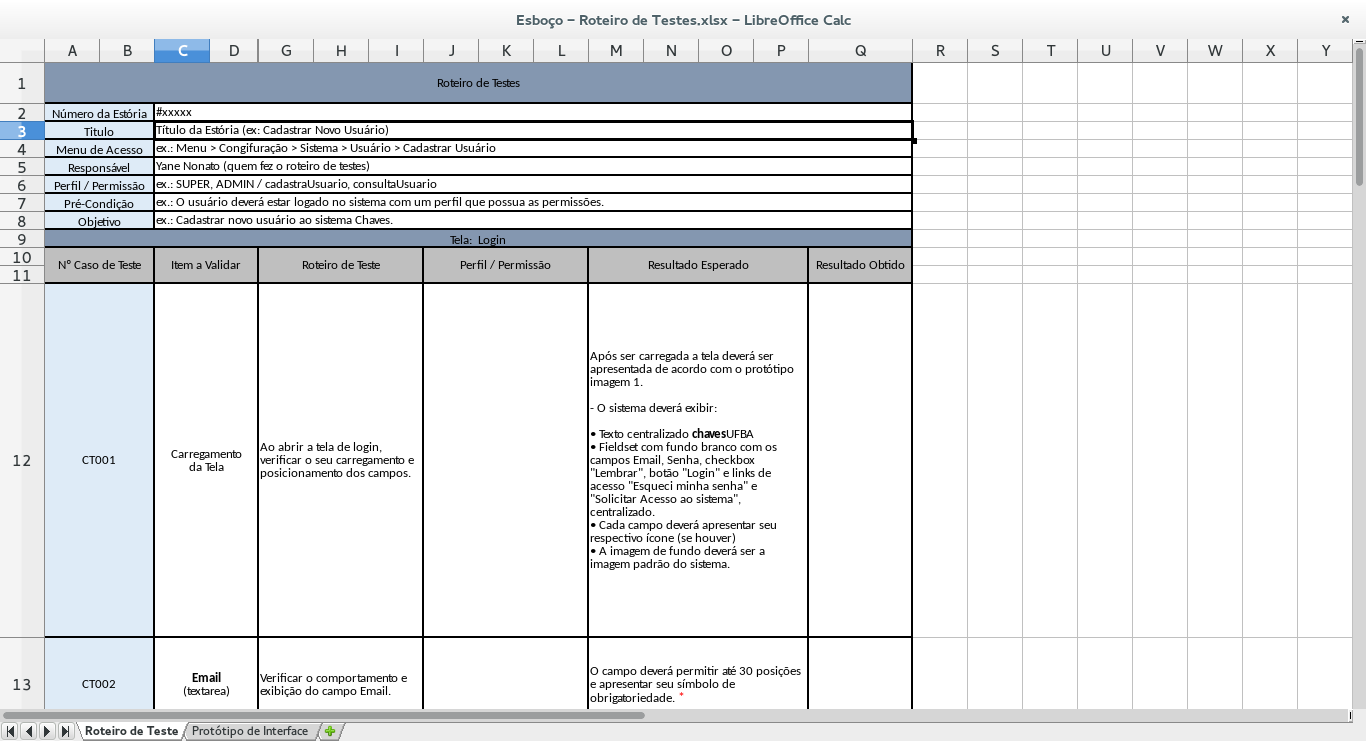 Esboço – Roteiro de Testes.xlsx – LibreOffice Calc ×
A B C D G H I J K L M N O P Q R S T U V W X Y
1 Roteiro de Testes
2 Número da Estória #xxxxx
3 Título Título da Estória (ex: Cadastrar Novo Usuário)
4 Menu de Acesso ex.: Menu > Congifuração > Sistema > Usuário > Cadastrar Usuário
5 Responsável Yane Nonato (quem fez o roteiro de testes)
6 Perfil / Permissão ex.: SUPER, ADMIN / cadastraUsuario, consultaUsuario
7 Pré-Condição ex.: O usuário deverá estar logado no sistema com um perfil que possua as permissões.
8 Objetivo ex.: Cadastrar novo usuário ao sistema Chaves.
9 Tela: Login
10
11
Nº Caso de Teste Item a Validar Roteiro de Teste Perfil / Permissão Resultado Esperado Resultado Obtido
12
CT001
Carregamento
da Tela
Ao abrir a tela de login,
verificar o seu carregamento e
posicionamento dos campos.
Após ser carregada a tela deverá ser
apresentada de acordo com o protótipo
imagem 1.
- O sistema deverá exibir:
• Texto centralizado chavesUFBA
• Fieldset com fundo branco com os
campos Email, Senha, checkbox
"Lembrar", botão "Login" e links de
acesso "Esqueci minha senha" e
"Solicitar Acesso ao sistema",
centralizado.
• Cada campo deverá apresentar seu
respectivo ícone (se houver)
• A imagem de fundo deverá ser a
imagem padrão do sistema.
13
CT002
Email
(textarea)
Verificar o comportamento e
exibição do campo Email.
O campo deverá permitir até 30 posições
e apresentar seu símbolo de
obrigatoriedade. *
Roteiro de Teste Protótipo de Interface